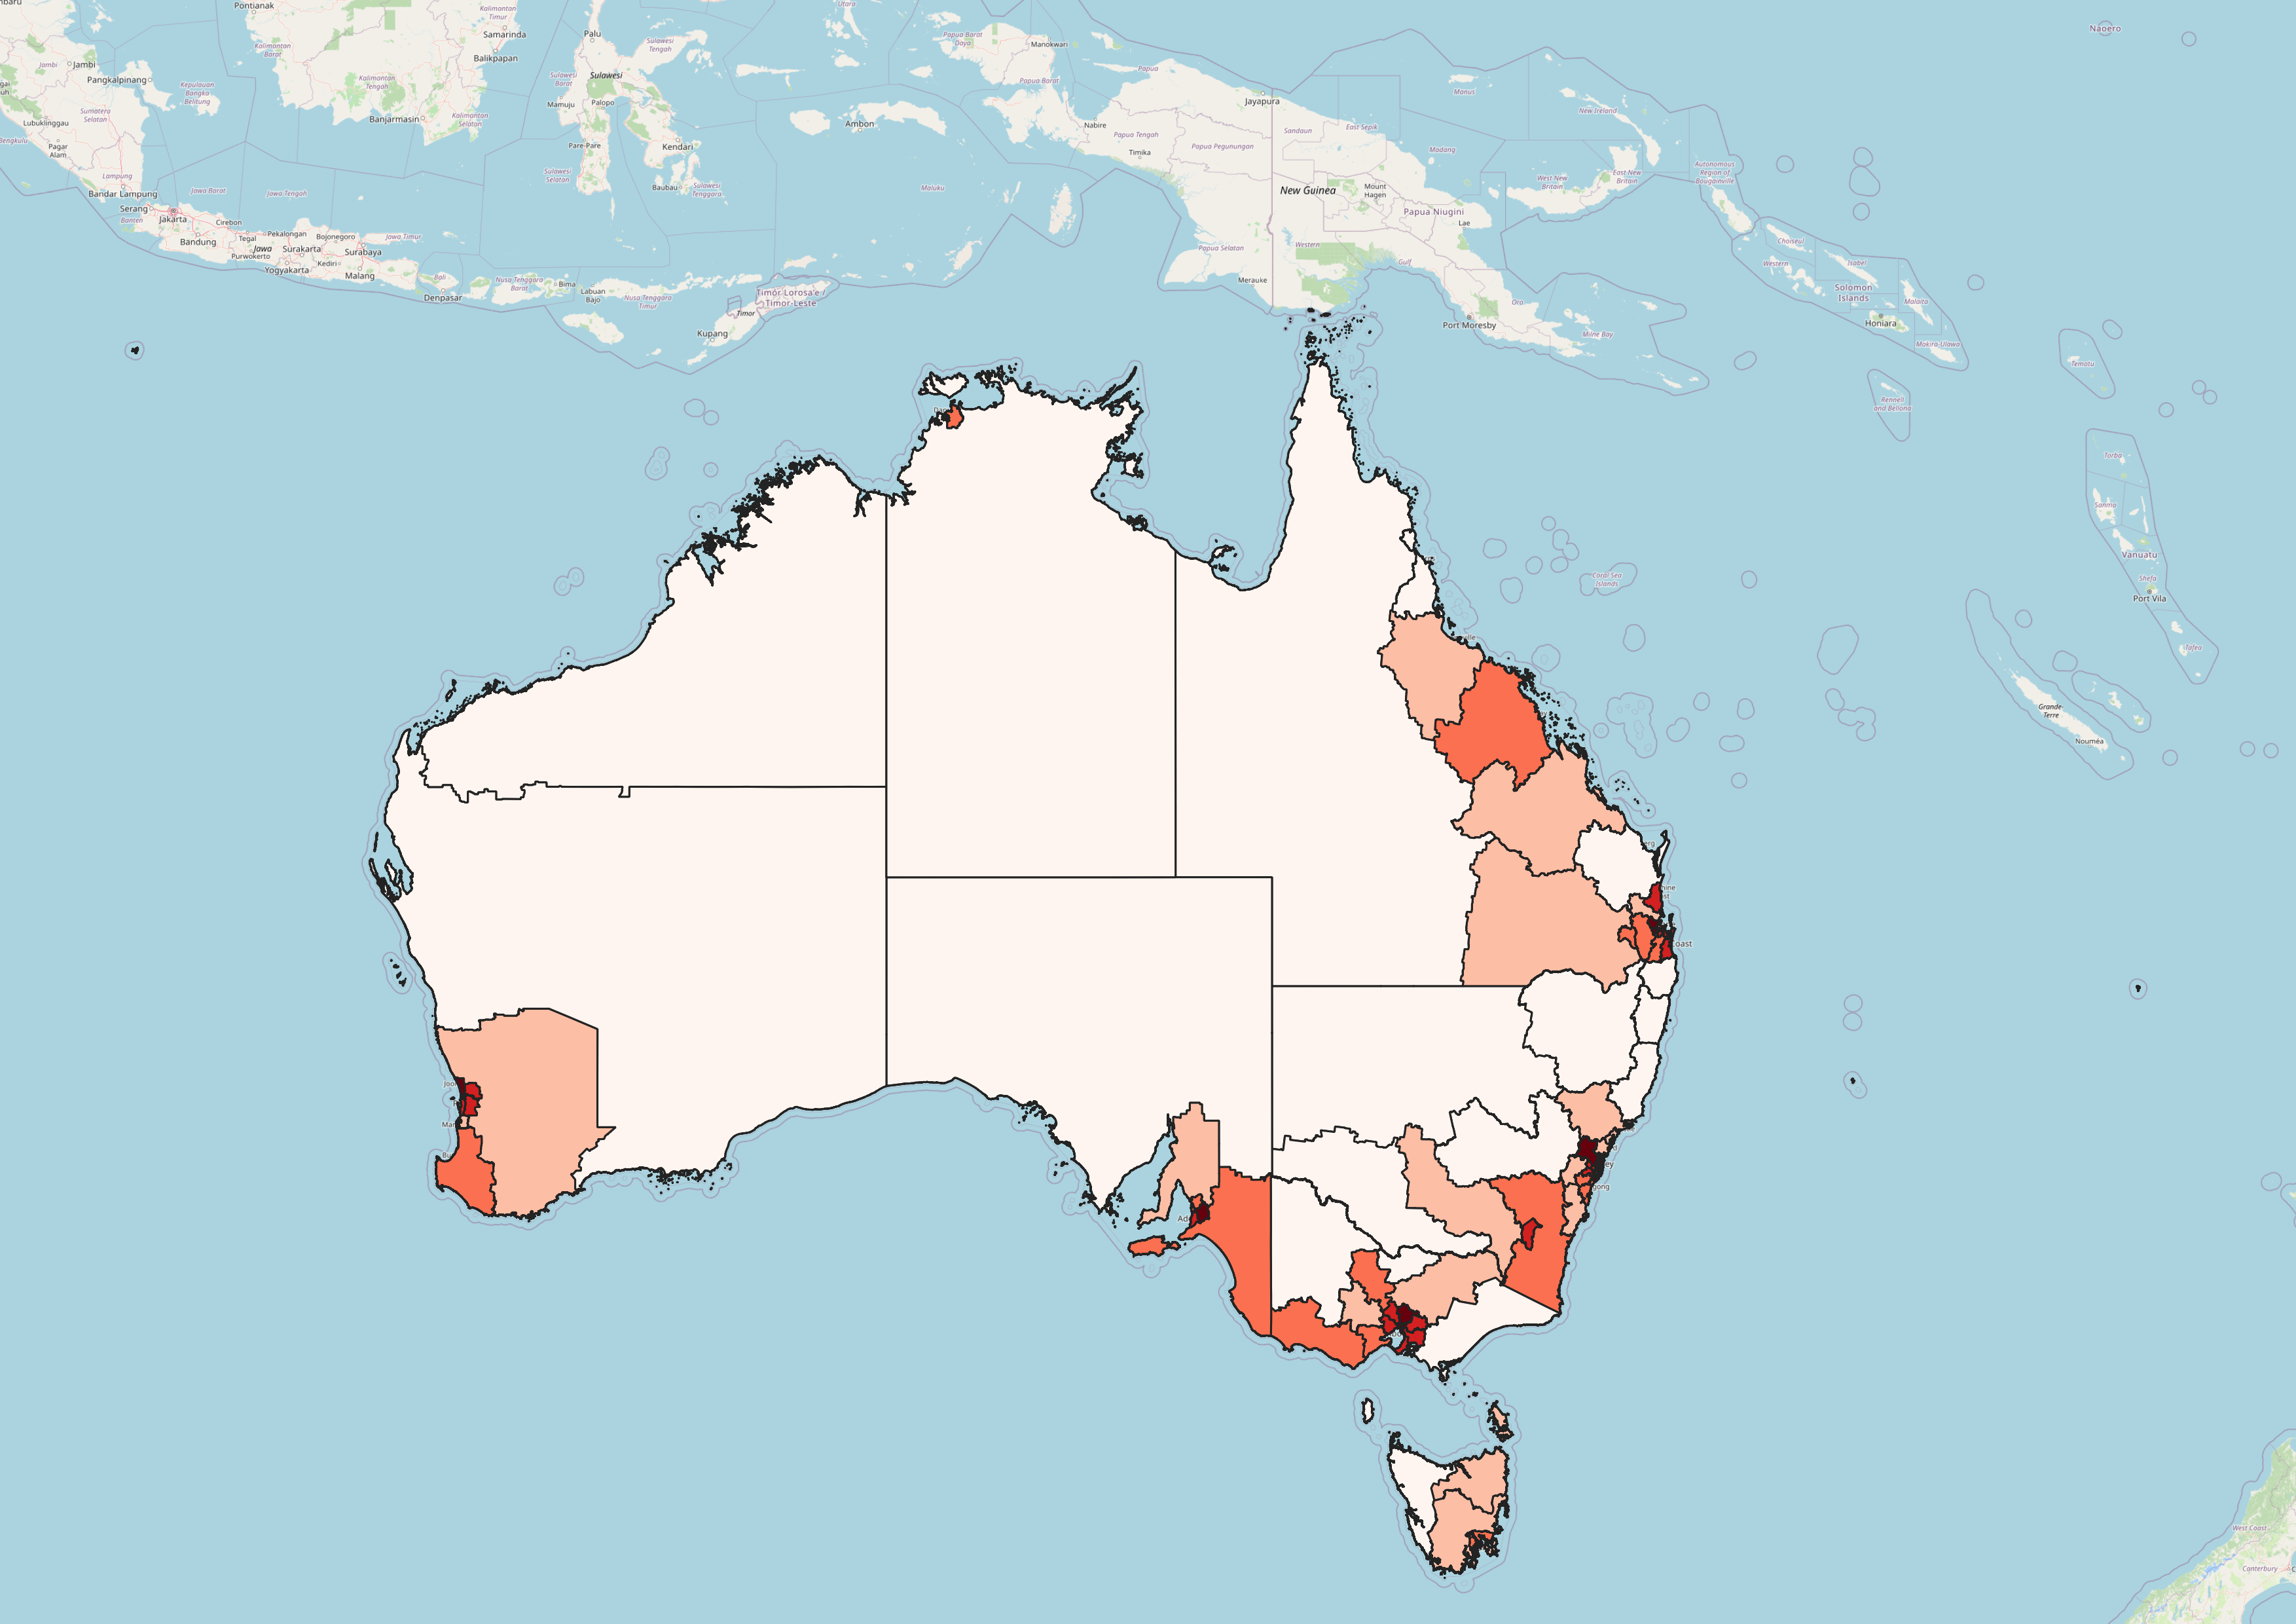 Pontianak
Kalimantan
Timur
Samarinda
Utara
Palu
Sulawesi
Tengah
Papua Barat
Daya
Manokwari
Naoero
Jambi
Jambi
Kalimantan
Barat
Balikpapan
Sulawesi
Barat
Sulawesi
Papua Barat
Papua
Pangkalpinang
Kepulauan
Bangka
Belitung
Kalimantan
Tengah
Manus
Jayapura
Sumatera
Selatan
Mamuju
Palopo
New Ireland
Lubuklinggau
Banjarmasin
Kalimantan
Selatan
Ambon
Nabire
Papua Tengah
Sandaun
East Sepik
Bengkulu
Pagar
Alam
Pare-Pare
Kendari
Timika
Papua Pegunungan
Madang
Lampung
Sulawesi
Selatan
Baubau
Sulawesi
Tenggara
Maluku
New Guinea
Mount
Hagen
West New
Britain
East New
Britain
Autonomous
Region of
Bougainville
Bandar Lampung
Jawa Barat
Jawa Tengah
Serang
Banten
Jakarta
Cirebon
Papua Niugini
Lae
Bandung
Tegal
Pekalongan
Bojonegoro
Jawa Timur
Purwokerto
Jawa
Surakarta
Surabaya
Papua Selatan
Western
Choiseul
Yogyakarta
Kediri
Malang
Bali
Denpasar
Nusa Tenggara
Barat
Bima
Labuan
Bajo
Nusa Tenggara
Timur
Timór Lorosa'e /
Timor-Leste
Timor
Kupang
Merauke
Gulf
Oro
Port Moresby
Milne Bay
Western
Isabel
Solomon
Islands
Malaita
Honiara
Makira-Ulawa
Temotu
Rennell
and Bellona
Torba
Sanma
Vanuatu
Shefa
Port Vila
Tafea
Coral Sea
Islands
Grande-
Terre
Nouméa
Coast
West Coast
Canterbury